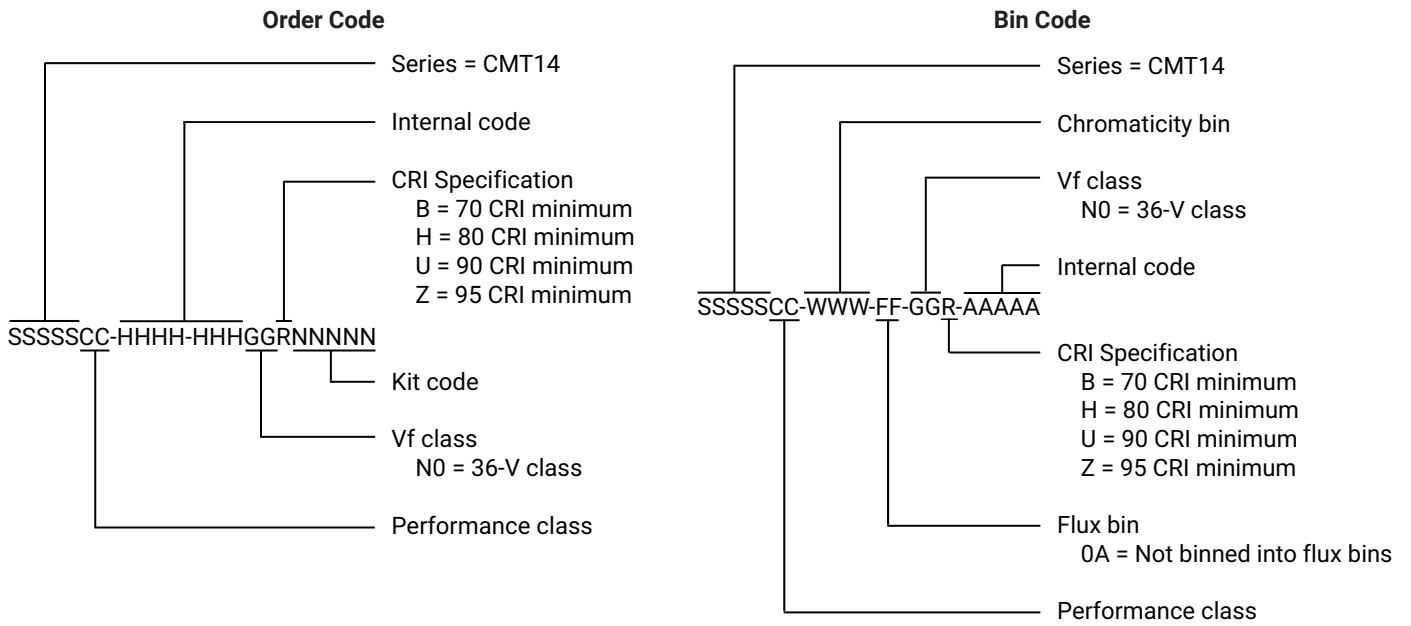 Order Code
Series = CMT14
Internal code
CRI Specification
B = 70 CRI minimum
H = 80 CRI minimum
U = 90 CRI minimum
Z = 95 CRI minimum
SSSSSCC-HHHH-HHHGGRNNNNN
Kit code
Vf class
N0 = 36-V class
Performance class
Bin Code
Series = CMT14
Chromaticity bin
Vf class
N0 = 36-V class
Internal code
SSSSSCC-WWW-FF-GGR-AAAAA
CRI Specification
B = 70 CRI minimum
H = 80 CRI minimum
U = 90 CRI minimum
Z = 95 CRI minimum
Flux bin
0A = Not binned into flux bins
Performance class